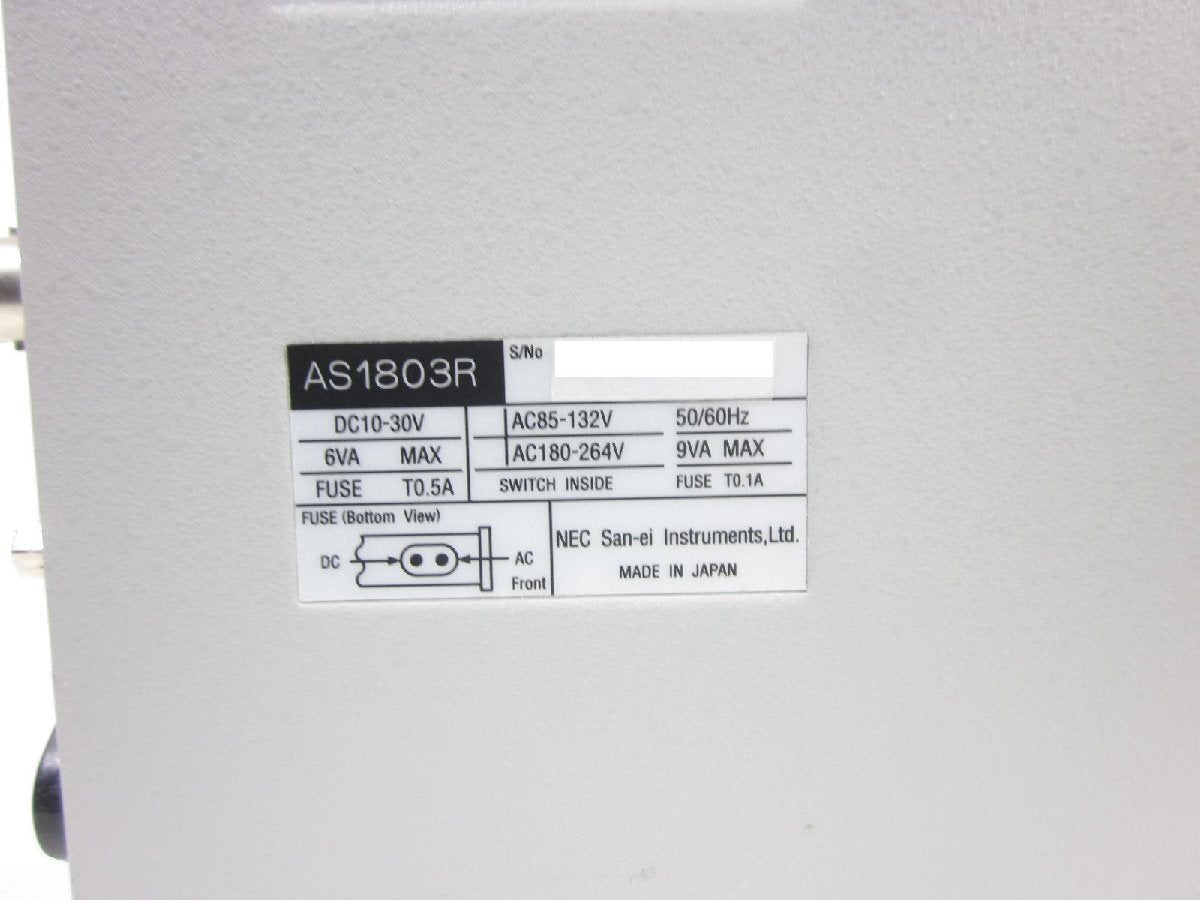 AS1803R
S/No
DC10-30V
6VA MAX
FUSE T0.5A
AC85-132V 50/60Hz
AC180-264V 9VA MAX
SWITCH INSIDE FUSE T0.1A
FUSE (Bottom View)
DC
AC
Front
NEC San-ei Instruments,Ltd.
MADE IN JAPAN